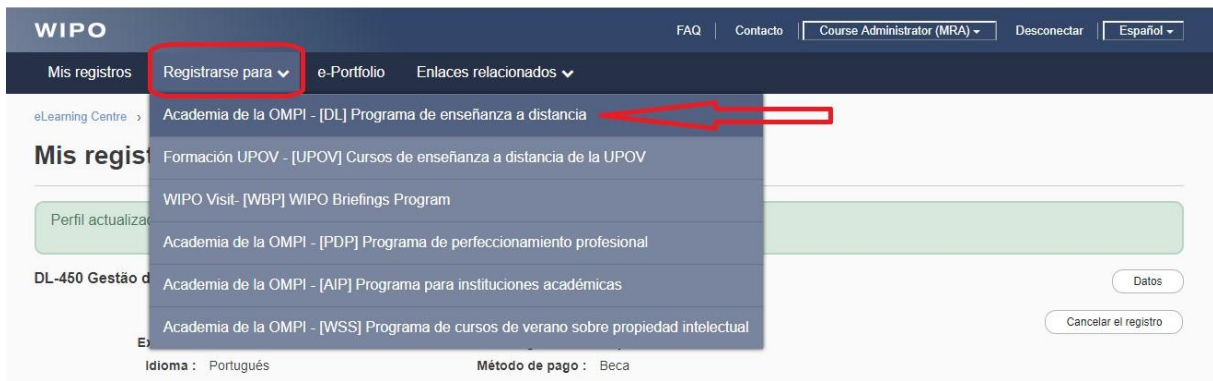 WIPO
FAQ Contacto Course Administrator (MRA) Desconectar Español
Mis registros Registrarse para e-Portfolio Enlaces relacionados
eLearning Centre › Academia de la OMPI - [DL] Programa de enseñanza a distancia
Mis regist
Formación UPOV - [UPOV] Cursos de enseñanza a distancia de la UPOV
WIPO Visit- [WBP] WIPO Briefings Program
Perfil actualiza
Academia de la OMPI - [PDP] Programa de perfeccionamiento profesional
DL-450 Gestão d
Academia de la OMPI - [AIP] Programa para instituciones académicas
Datos
Academia de la OMPI - [WSS] Programa de cursos de verano sobre propiedad intelectual
Cancelar el registro
Idioma : Portugués Método de pago : Beca